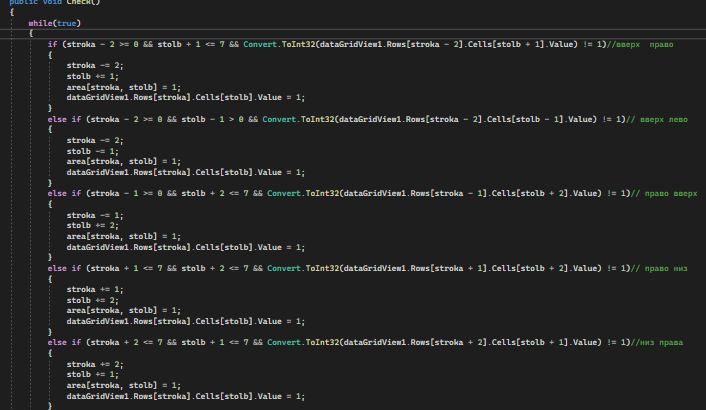 public void Check()
{
while(true)
{
if (stroka - 2 >= 0 && stolb + 1 <= 7 && Convert.ToInt32(dataGridView1.Rows[stroka - 2].Cells[stolb + 1].Value) != 1)//вверх  право
{
stroka -= 2;
stolb += 1;
area[stroka, stolb] = 1;
dataGridView1.Rows[stroka].Cells[stolb].Value = 1;
}
else if (stroka - 2 >= 0 && stolb - 1 > 0 && Convert.ToInt32(dataGridView1.Rows[stroka - 2].Cells[stolb - 1].Value) != 1)// вверх лево
{
stroka -= 2;
stolb -= 1;
area[stroka, stolb] = 1;
dataGridView1.Rows[stroka].Cells[stolb].Value = 1;
}
else if (stroka - 1 >= 0 && stolb + 2 <= 7 && Convert.ToInt32(dataGridView1.Rows[stroka - 1].Cells[stolb + 2].Value) != 1)// право вверх
{
stroka -= 1;
stolb += 2;
area[stroka, stolb] = 1;
dataGridView1.Rows[stroka].Cells[stolb].Value = 1;
}
else if (stroka + 1 <= 7 && stolb + 2 <= 7 && Convert.ToInt32(dataGridView1.Rows[stroka + 1].Cells[stolb + 2].Value) != 1)// право низ
{
stroka += 1;
stolb += 2;
area[stroka, stolb] = 1;
dataGridView1.Rows[stroka].Cells[stolb].Value = 1;
}
else if (stroka + 2 <= 7 && stolb + 1 <= 7 && Convert.ToInt32(dataGridView1.Rows[stroka + 2].Cells[stolb + 1].Value) != 1)//низ права
{
stroka += 2;
stolb += 1;
area[stroka, stolb] = 1;
dataGridView1.Rows[stroka].Cells[stolb].Value = 1;
}